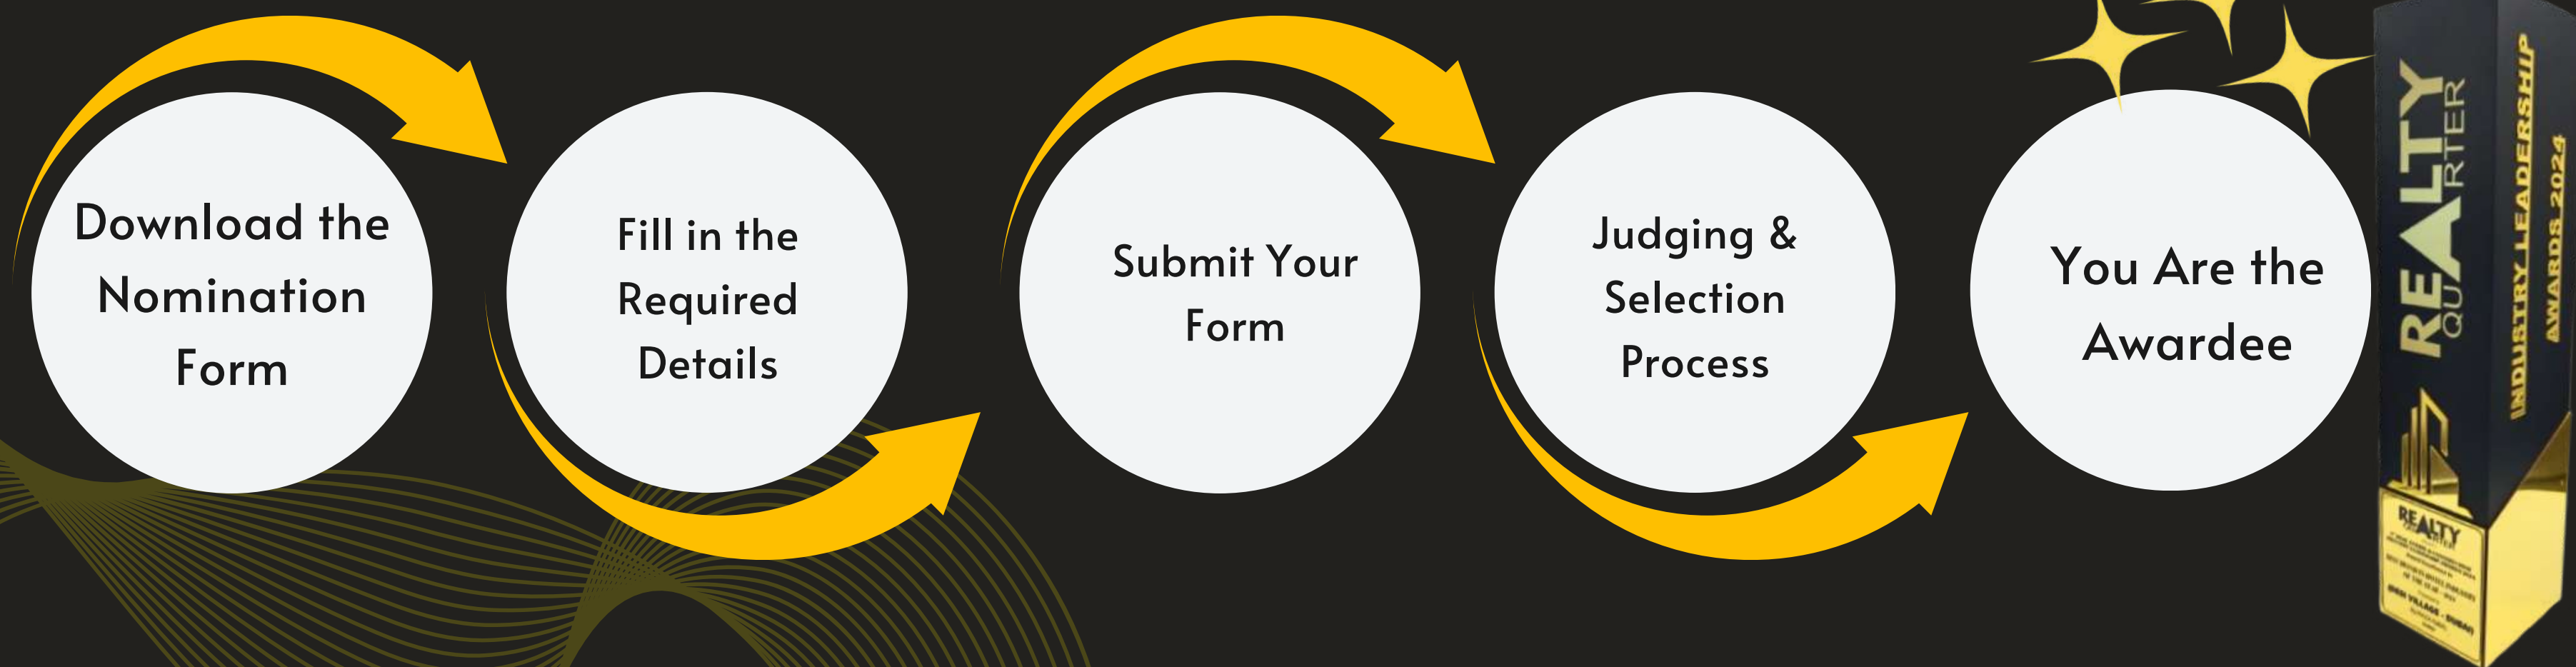 Download the
Nomination
Form
Fill in the
Required
Details
Submit Your
Form
Judging &
Selection
Process
You Are the
Awardee
REALTY
QUARTER
INDUSTRY LEADERSHIP
AWARDS 2024
REALTY